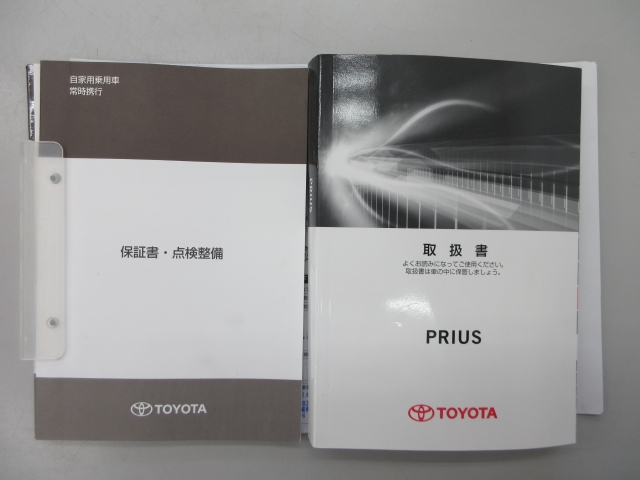 自家用乗用車
常時携行
保証書・点検整備
TOYOTA
PRIUS
取扱書
よくお読みになってご使用ください。
取扱書は車の中に保管しましょう。
PRIUS
TOYOTA